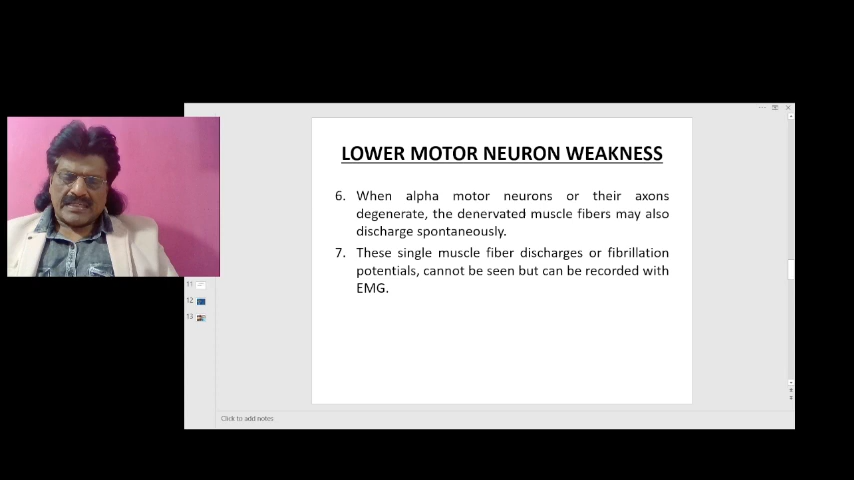 LOWER MOTOR NEURON WEAKNESS
6. When alpha motor neurons or their axons
degenerate, the denervated muscle fibers may also
discharge spontaneously.
7. These single muscle fiber discharges or fibrillation
potentials, cannot be seen but can be recorded with
EMG.
11
12
13
Click to add notes